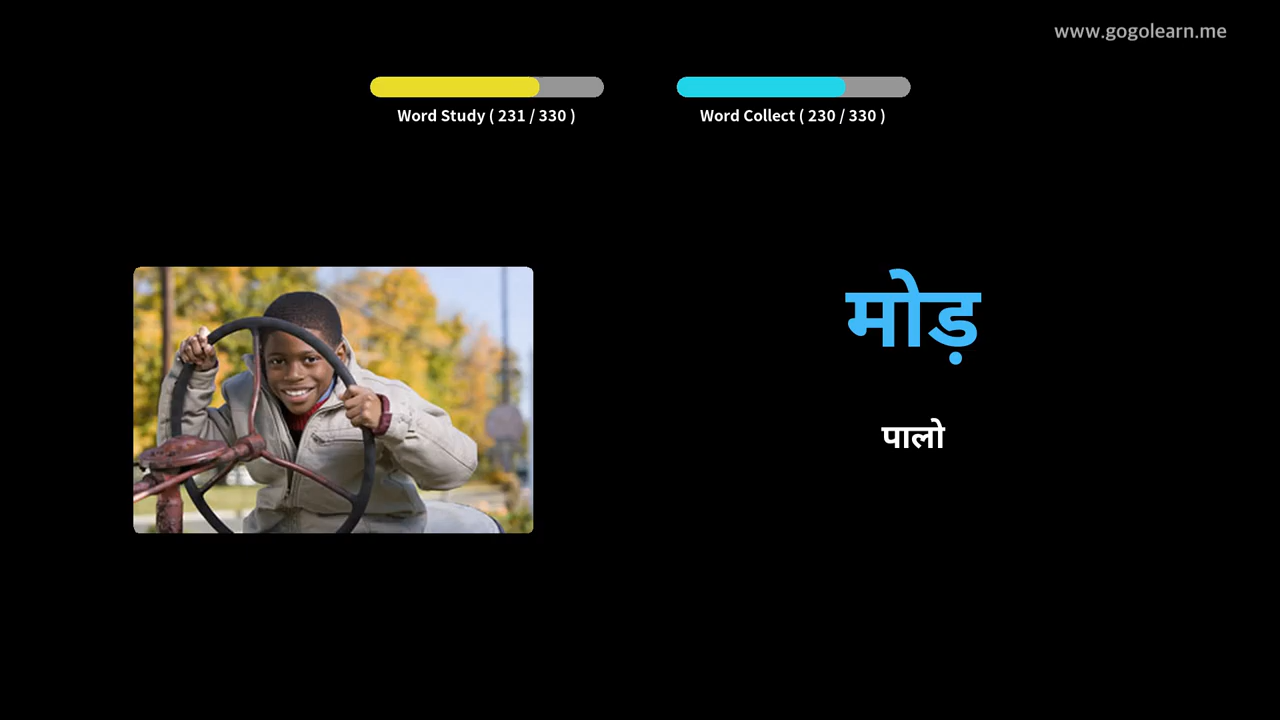 www.gogolearn.me
Word Study ( 231 / 330 )
Word Collect ( 230 / 330 )
मोड़
पालो